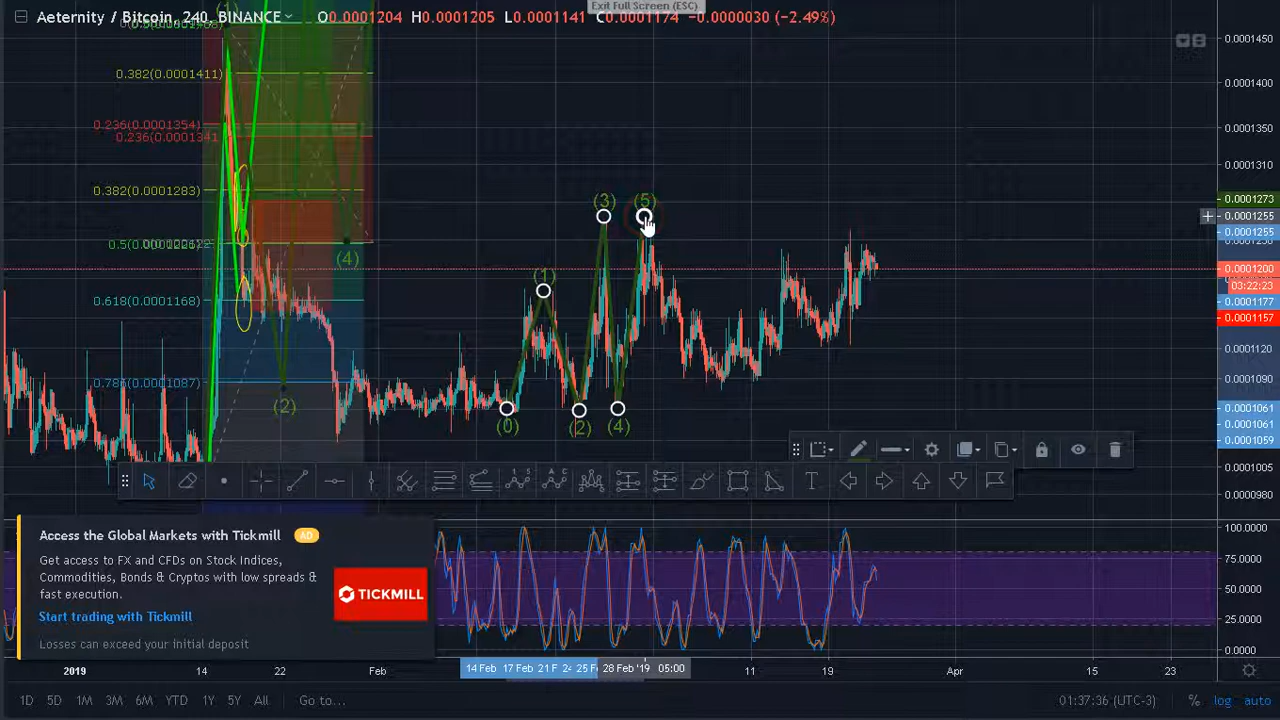 Exit Full Screen (ESC)
Aeternity / Bitcoin, 240, BINANCE O0.0001204 H0.0001205 L0.0001141 C0.0001174 −0.0000030 (−2.49%)
0.0001450
0.382(0.0001411)
0.0001400
0.236(0.0001354)
0.0001350
0.236(0.0001341
0.0001310
0.382(0.0001283)
(3) (5)
0.0001273
0.0001255
0.0001255
(4)
(1)
0.0001200
03:22:23
0.618(0.0001168)
0.0001177
0.0001157
0.0001120
0.786(0.0001087)
0.0001090
(2)
0.0001061
(0) (2) (4)
0.0001061
0.0001059
0.0001005
0.0000980
T
Access the Global Markets with Tickmill AD
Get access to FX and CFDs on Stock Indices,
Commodities, Bonds & Cryptos with low spreads &
fast execution.
TICKMILL
Start trading with Tickmill
Losses can exceed your initial deposit
100.0000
75.0000
50.0000
25.0000
0.0000
2019 14 22 Feb 14 Feb 17 Feb 28 Feb '19 05:00 11 19 Apr 15 23
1D 5D 1M 3M 6M YTD 1Y 5Y All Go to... 01:37:36 (UTC-3) % log auto